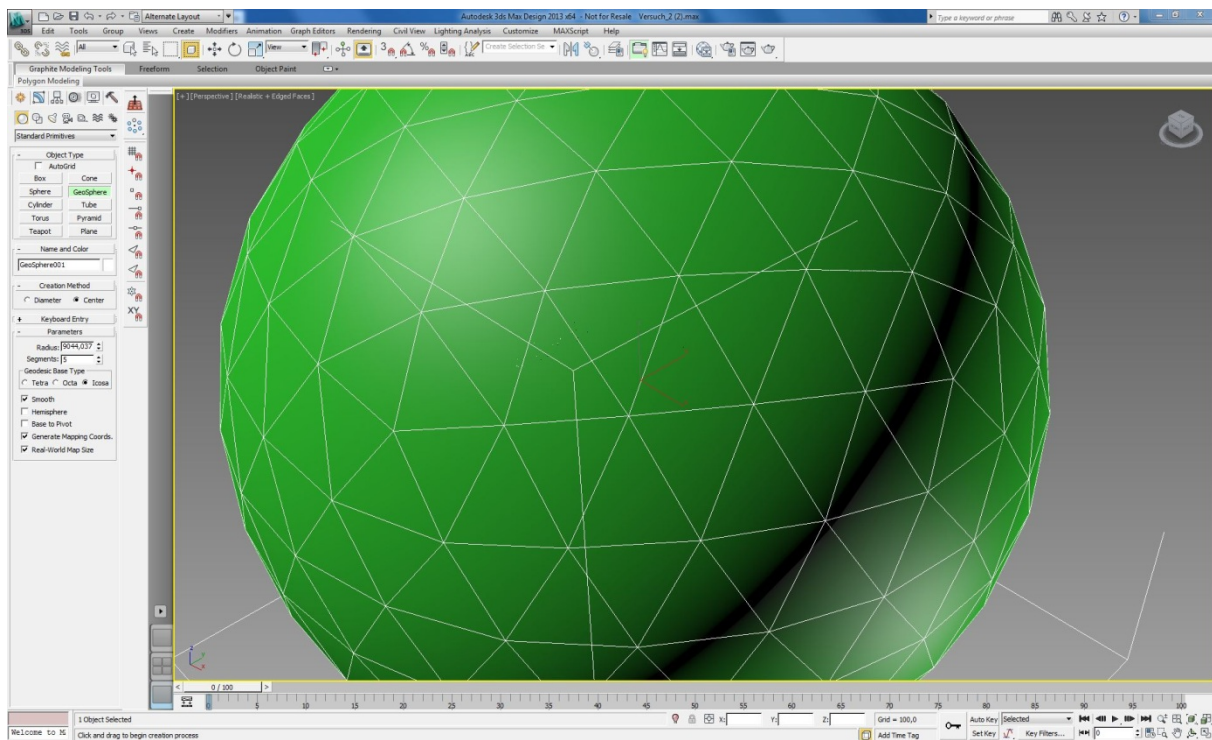 Alternate Layout
Autodesk 3ds Max Design 2013 x64 - Not for Resale Versuch_2 (2).max
Type a keyword or phrase
Edit Tools Group Views Create Modifiers Animation Graph Editors Rendering Civil View Lighting Analysis Customize MAXScript Help
All
View
3
Create Selection Se
Graphite Modeling Tools Freeform Selection Object Paint
Polygon Modeling
[+][Perspective][Realistic + Edged Faces]
Standard Primitives
- Object Type
AutoGrid
Box Cone
Sphere GeoSphere
Cylinder Tube
Torus Pyramid
Teapot Plane
- Name and Color
GeoSphere001
- Creation Method
Diameter Center
+ Keyboard Entry
- Parameters
Radius: 9044,037
Segments: 5
Geodesic Base Type
Tetra Octa Icosa
Smooth
Hemisphere
Base to Pivot
Generate Mapping Coords.
Real-World Map Size
XY
z
y
x
< 0 / 100 >
0 5 10 15 20 25 30 35 40 45 50 55 60 65 70 75 80 85 90 95 100
1 Object Selected
X: Y: Z:
Grid = 100,0
Auto Key Selected
Welcome to M
Click and drag to begin creation process
Add Time Tag
Set Key Key Filters...
0